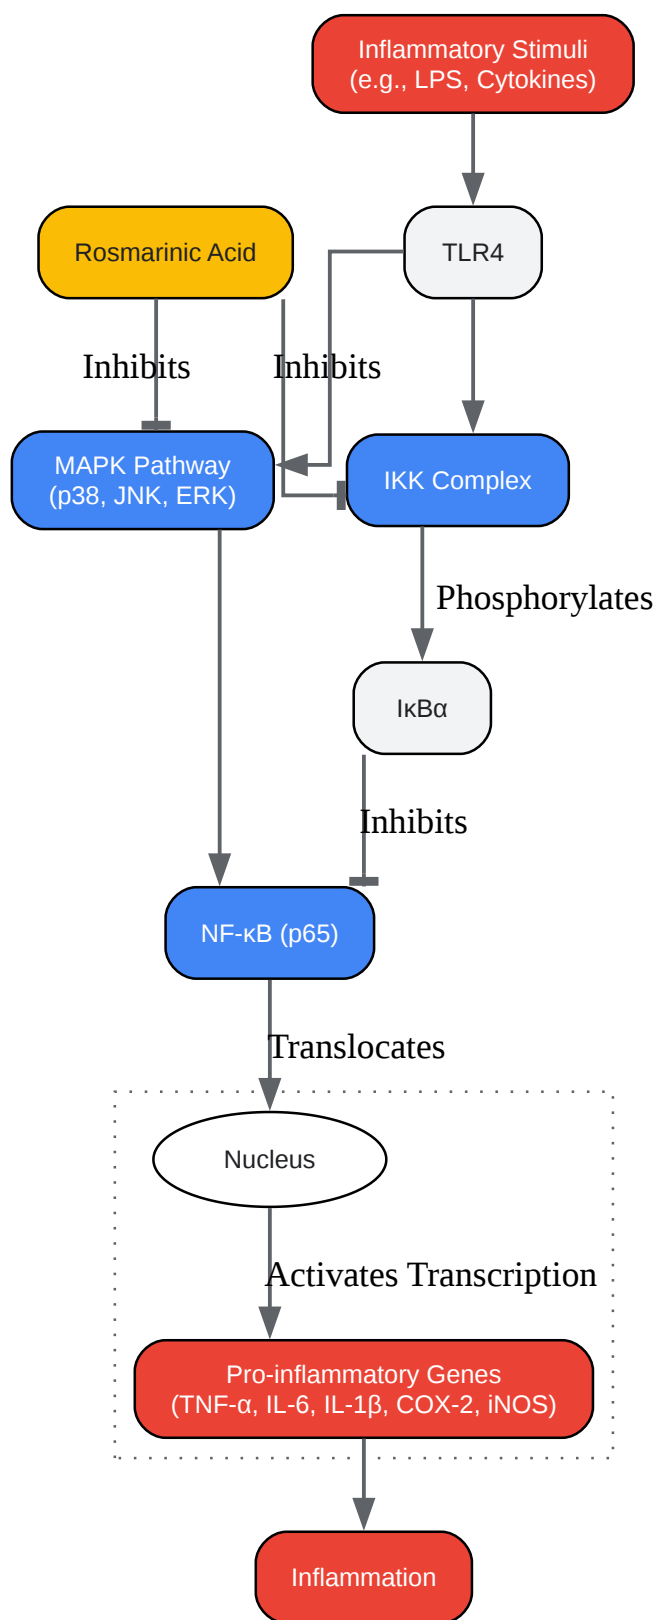 Inflammatory Stimuli
(e.g., LPS, Cytokines)
Rosmarinic Acid
TLR4
Inhibits
Inhibits
MAPK Pathway
(p38, JNK, ERK)
IKK Complex
Phosphorylates
IκBα
Inhibits
NF-κB (p65)
Translocates
Nucleus
Activates Transcription
Pro-inflammatory Genes
(TNF-α, IL-6, IL-1β, COX-2, iNOS)
Inflammation